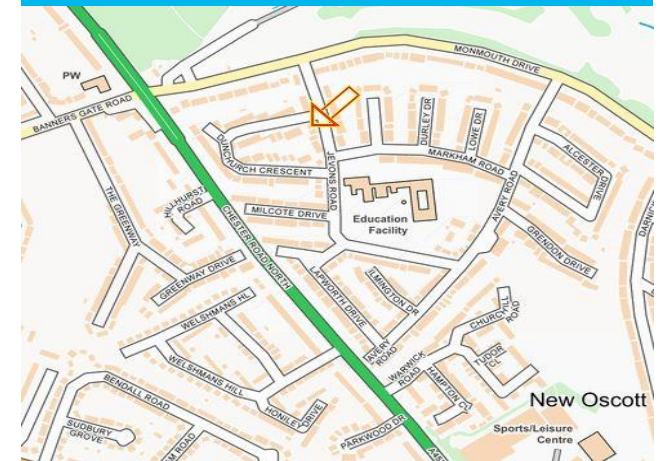 MONMOUTH DRIVE
PW
BANNERS GATE ROAD
DURLEY DR
LOWE DR
DUNCHURCH CRESCENT
JEVONS ROAD
MARKHAM ROAD
ALCESTER
DRIVE
THE GREENWAY
HILLHURST
ROAD
MILCOTE DRIVE
AVERY ROAD
Education
Facility
CHESTER ROAD NORTH
GRENDON DRIVE
GREENWAY DRIVE
LAPWORTH DRIVE
ILMINGTON DR
WELSHMANS HL
CHURCHILL
ROAD
AVERY
ROAD
TUDOR
CL
WELSHMANS HILL
WARWICK
ROAD
HAMPTON CL
BENDALL ROAD
HONILEY
DRIVE
New Oscott
SUDBURY
GROVE
PARKWOOD DR
Sports/Leisure
Centre